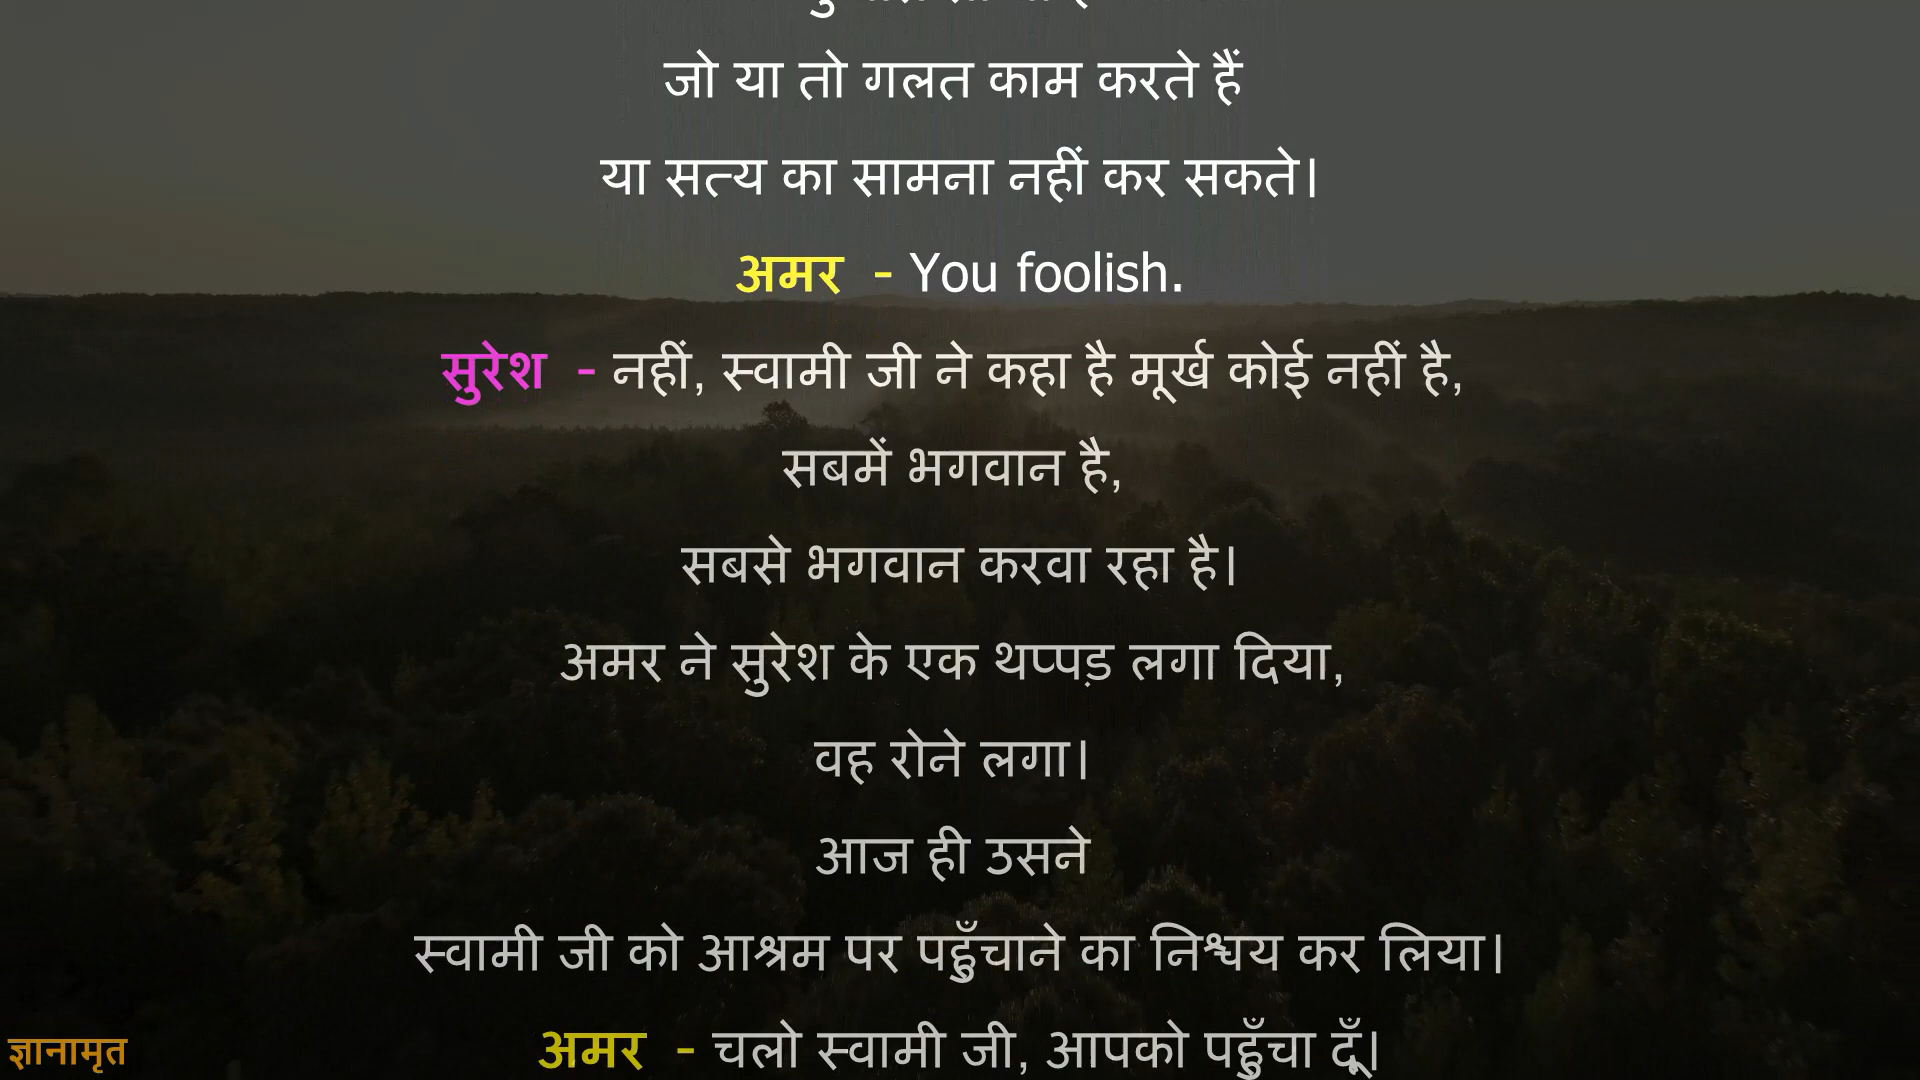 जो या तो गलत काम करते हैं
या सत्य का सामना नहीं कर सकते।
अमर - You foolish.
सुरेश - नहीं, स्वामी जी ने कहा है मूर्ख कोई नहीं है,
सबमें भगवान है,
सबसे भगवान करवा रहा है।
अमर ने सुरेश के एक थप्पड़ लगा दिया,
वह रोने लगा।
आज ही उसने
स्वामी जी को आश्रम पर पहुँचाने का निश्चय कर लिया।
अमर - चलो स्वामी जी, आपको पहुँचा दूँ।
ज्ञानामृत